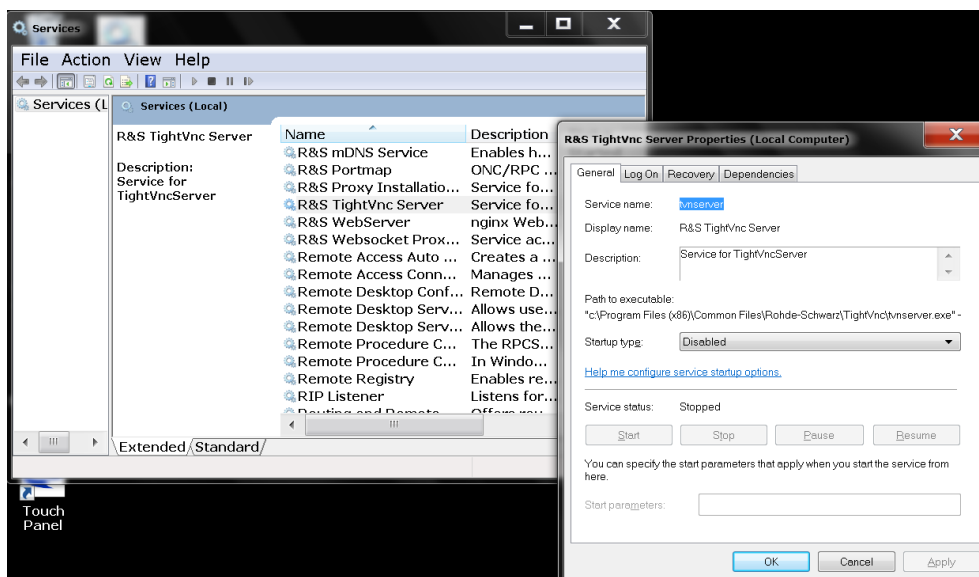 Services
File Action View Help
Services (L
Services (Local)
R&S TightVnc Server
Description:
Service for
TightVncServer
Name Description
R&S mDNS Service Enables h...
R&S Portmap ONC/RPC ...
R&S Proxy Installatio... Service fo...
R&S TightVnc Server Service fo...
R&S WebServer nginx Web...
R&S Websocket Prox... Service ac...
Remote Access Auto ... Creates a ...
Remote Access Conn... Manages ...
Remote Desktop Conf... Remote D...
Remote Desktop Serv... Allows use...
Remote Desktop Serv... Allows the...
Remote Procedure C... The RPCS...
Remote Procedure C... In Windo...
Remote Registry Enables re...
RIP Listener Listens for...
Routing and Remote Offers rou
Extended Standard
Touch
Panel
R&S TightVnc Server Properties (Local Computer)
General Log On Recovery Dependencies
Service name: tvnserver
Display name: R&S TightVnc Server
Description: Service for TightVncServer
Path to executable:
"c:\Program Files (x86)\Common Files\Rohde-Schwarz\TightVnc\tvnserver.exe" -
Startup type: Disabled
Help me configure service startup options.
Service status: Stopped
Start Stop Pause Resume
You can specify the start parameters that apply when you start the service from
here.
Start parameters:
OK Cancel Apply